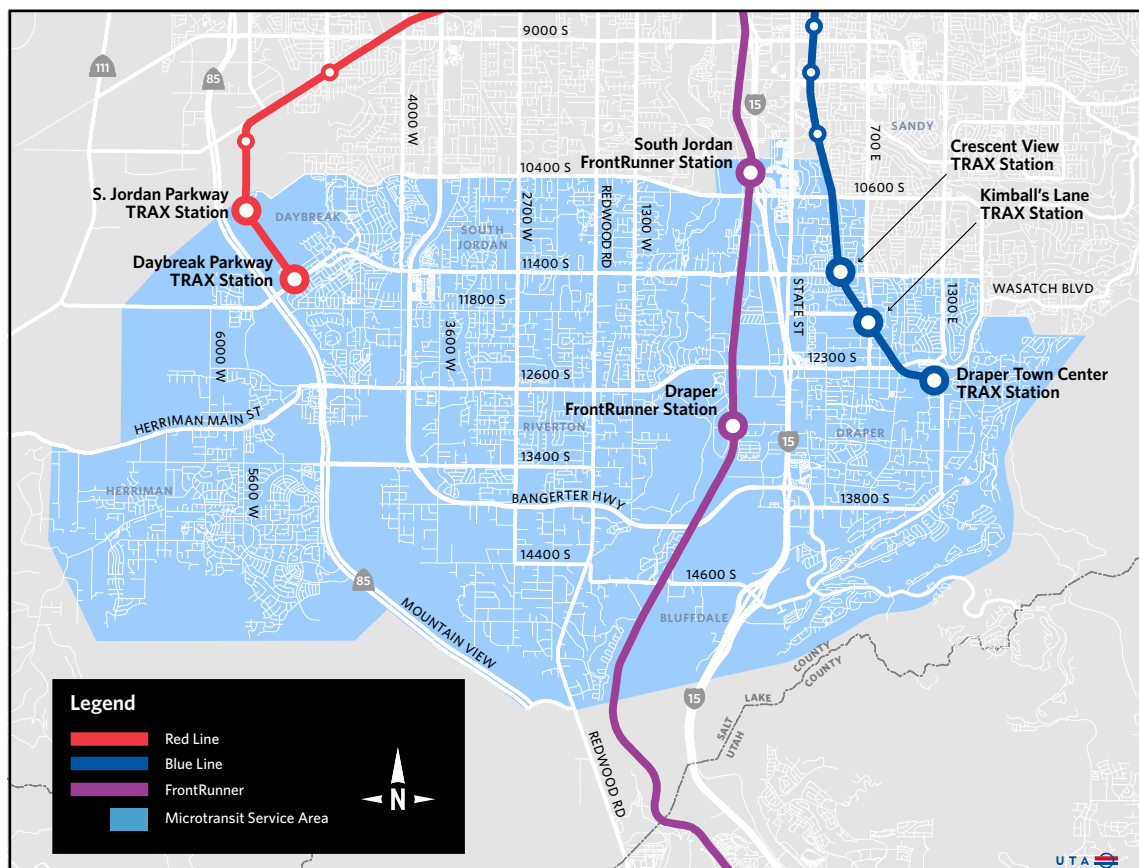 9000 S
111
85
15
4000 W
700 E
SANDY
South Jordan
FrontRunner Station
Crescent View
TRAX Station
10400 S
10600 S
Kimball's Lane
TRAX Station
S. Jordan Parkway
TRAX Station
DAYBREAK
2700 W
REDWOOD RD
1300 W
SOUTH
JORDAN
Daybreak Parkway
TRAX Station
11400 S
11800 S
STATE ST
1300 E
WASATCH BLVD
6000 W
3600 W
12300 S
12600 S
Draper
FrontRunner Station
Draper Town Center
TRAX Station
HERRIMAN MAIN ST
RIVERTON
15
DRAPER
13400 S
HERRIMAN
5600 W
BANGERTER HWY
13800 S
14400 S
14600 S
85
MOUNTAIN VIEW
BLUFFDALE
COUNTY
COUNTY
LAKE
SALT
UTAH
15
REDWOOD RD
Legend
Red Line
Blue Line
FrontRunner
Microtransit Service Area
N
UTA